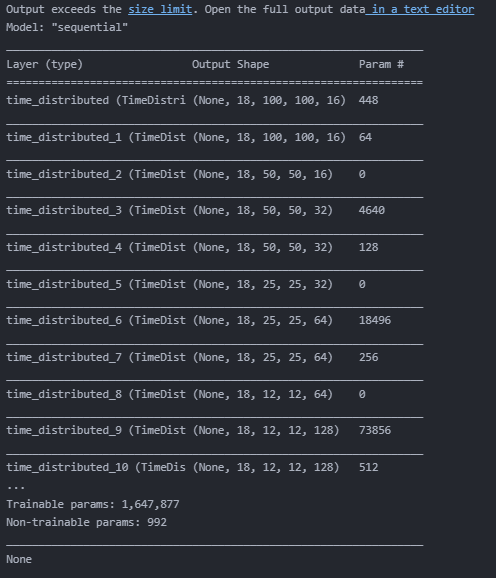 Output exceeds the size limit. Open the full output data in a text editor
Model: "sequential"
_________________________________________________________________
Layer (type)                 Output Shape              Param #
=================================================================
time_distributed (TimeDistri (None, 18, 100, 100, 16)  448
_________________________________________________________________
time_distributed_1 (TimeDist (None, 18, 100, 100, 16)  64
_________________________________________________________________
time_distributed_2 (TimeDist (None, 18, 50, 50, 16)    0
_________________________________________________________________
time_distributed_3 (TimeDist (None, 18, 50, 50, 32)    4640
_________________________________________________________________
time_distributed_4 (TimeDist (None, 18, 50, 50, 32)    128
_________________________________________________________________
time_distributed_5 (TimeDist (None, 18, 25, 25, 32)    0
_________________________________________________________________
time_distributed_6 (TimeDist (None, 18, 25, 25, 64)    18496
_________________________________________________________________
time_distributed_7 (TimeDist (None, 18, 25, 25, 64)    256
_________________________________________________________________
time_distributed_8 (TimeDist (None, 18, 12, 12, 64)    0
_________________________________________________________________
time_distributed_9 (TimeDist (None, 18, 12, 12, 128)   73856
_________________________________________________________________
time_distributed_10 (TimeDis (None, 18, 12, 12, 128)   512
...
Trainable params: 1,647,877
Non-trainable params: 992
_________________________________________________________________
None